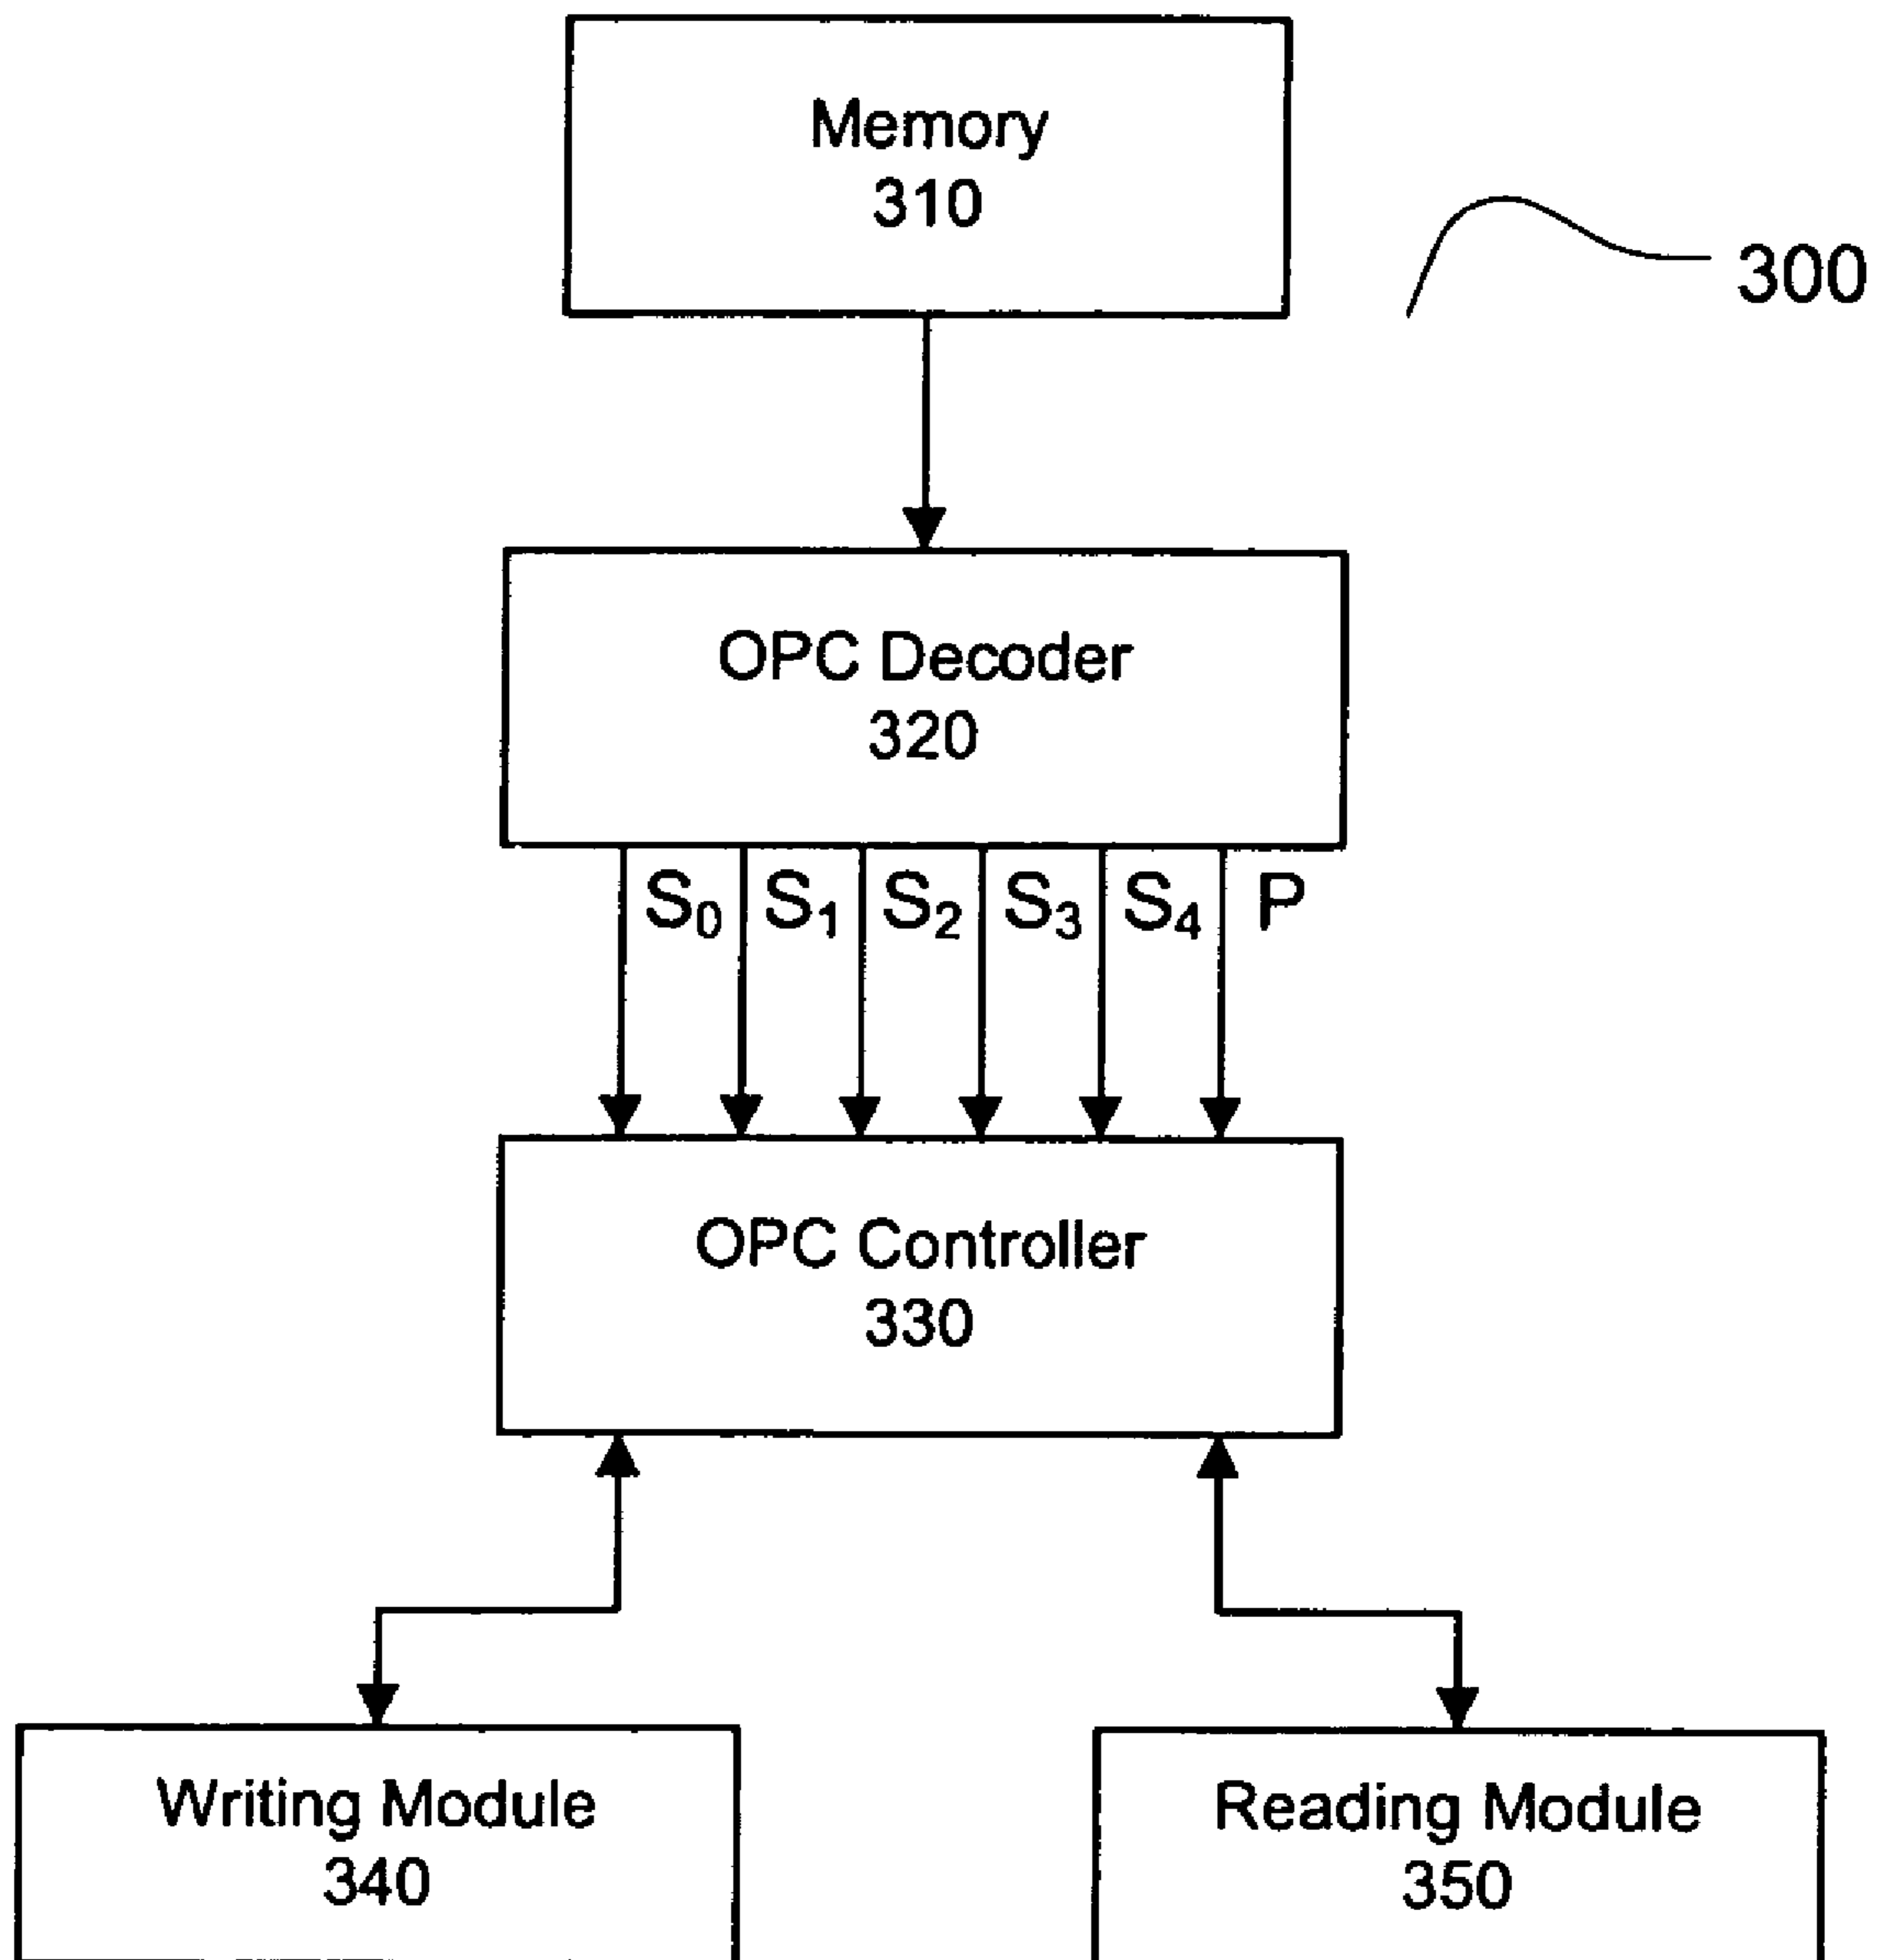 Memory
310
300
OPC Decoder
320
S₀ S₁ S₂ S₃ S₄ P
OPC Controller
330
Writing Module
340
Reading Module
350